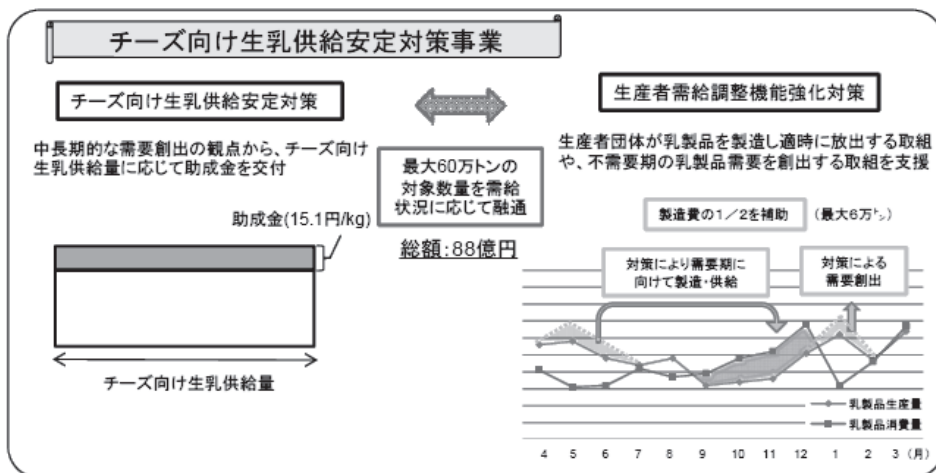 チーズ向け生乳供給安定対策事業
チーズ向け生乳供給安定対策
中長期的な需要創出の観点から、チーズ向け
生乳供給量に応じて助成金を交付
助成金(15.1円/kg)
チーズ向け生乳供給量
最大60万トンの
対象数量を需給
状況に応じて融通
総額:88億円
生産者需給調整機能強化対策
生産者団体が乳製品を製造し適時に放出する取組
や、不需要期の乳製品需要を創出する取組を支援
製造費の1/2を補助 (最大6万㌧)
対策により需要期に
向けて製造・供給
対策による
需要創出
乳製品生産量
乳製品消費量
4 5 6 7 8 9 10 11 12 1 2 3 (月)